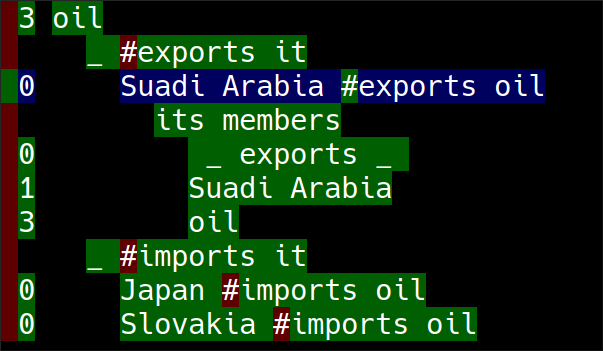 3 oil
_ #exports it
0 Suadi Arabia #exports oil
its members
0 _ exports _
1 Suadi Arabia
3 oil
_ #imports it
0 Japan #imports oil
0 Slovakia #imports oil